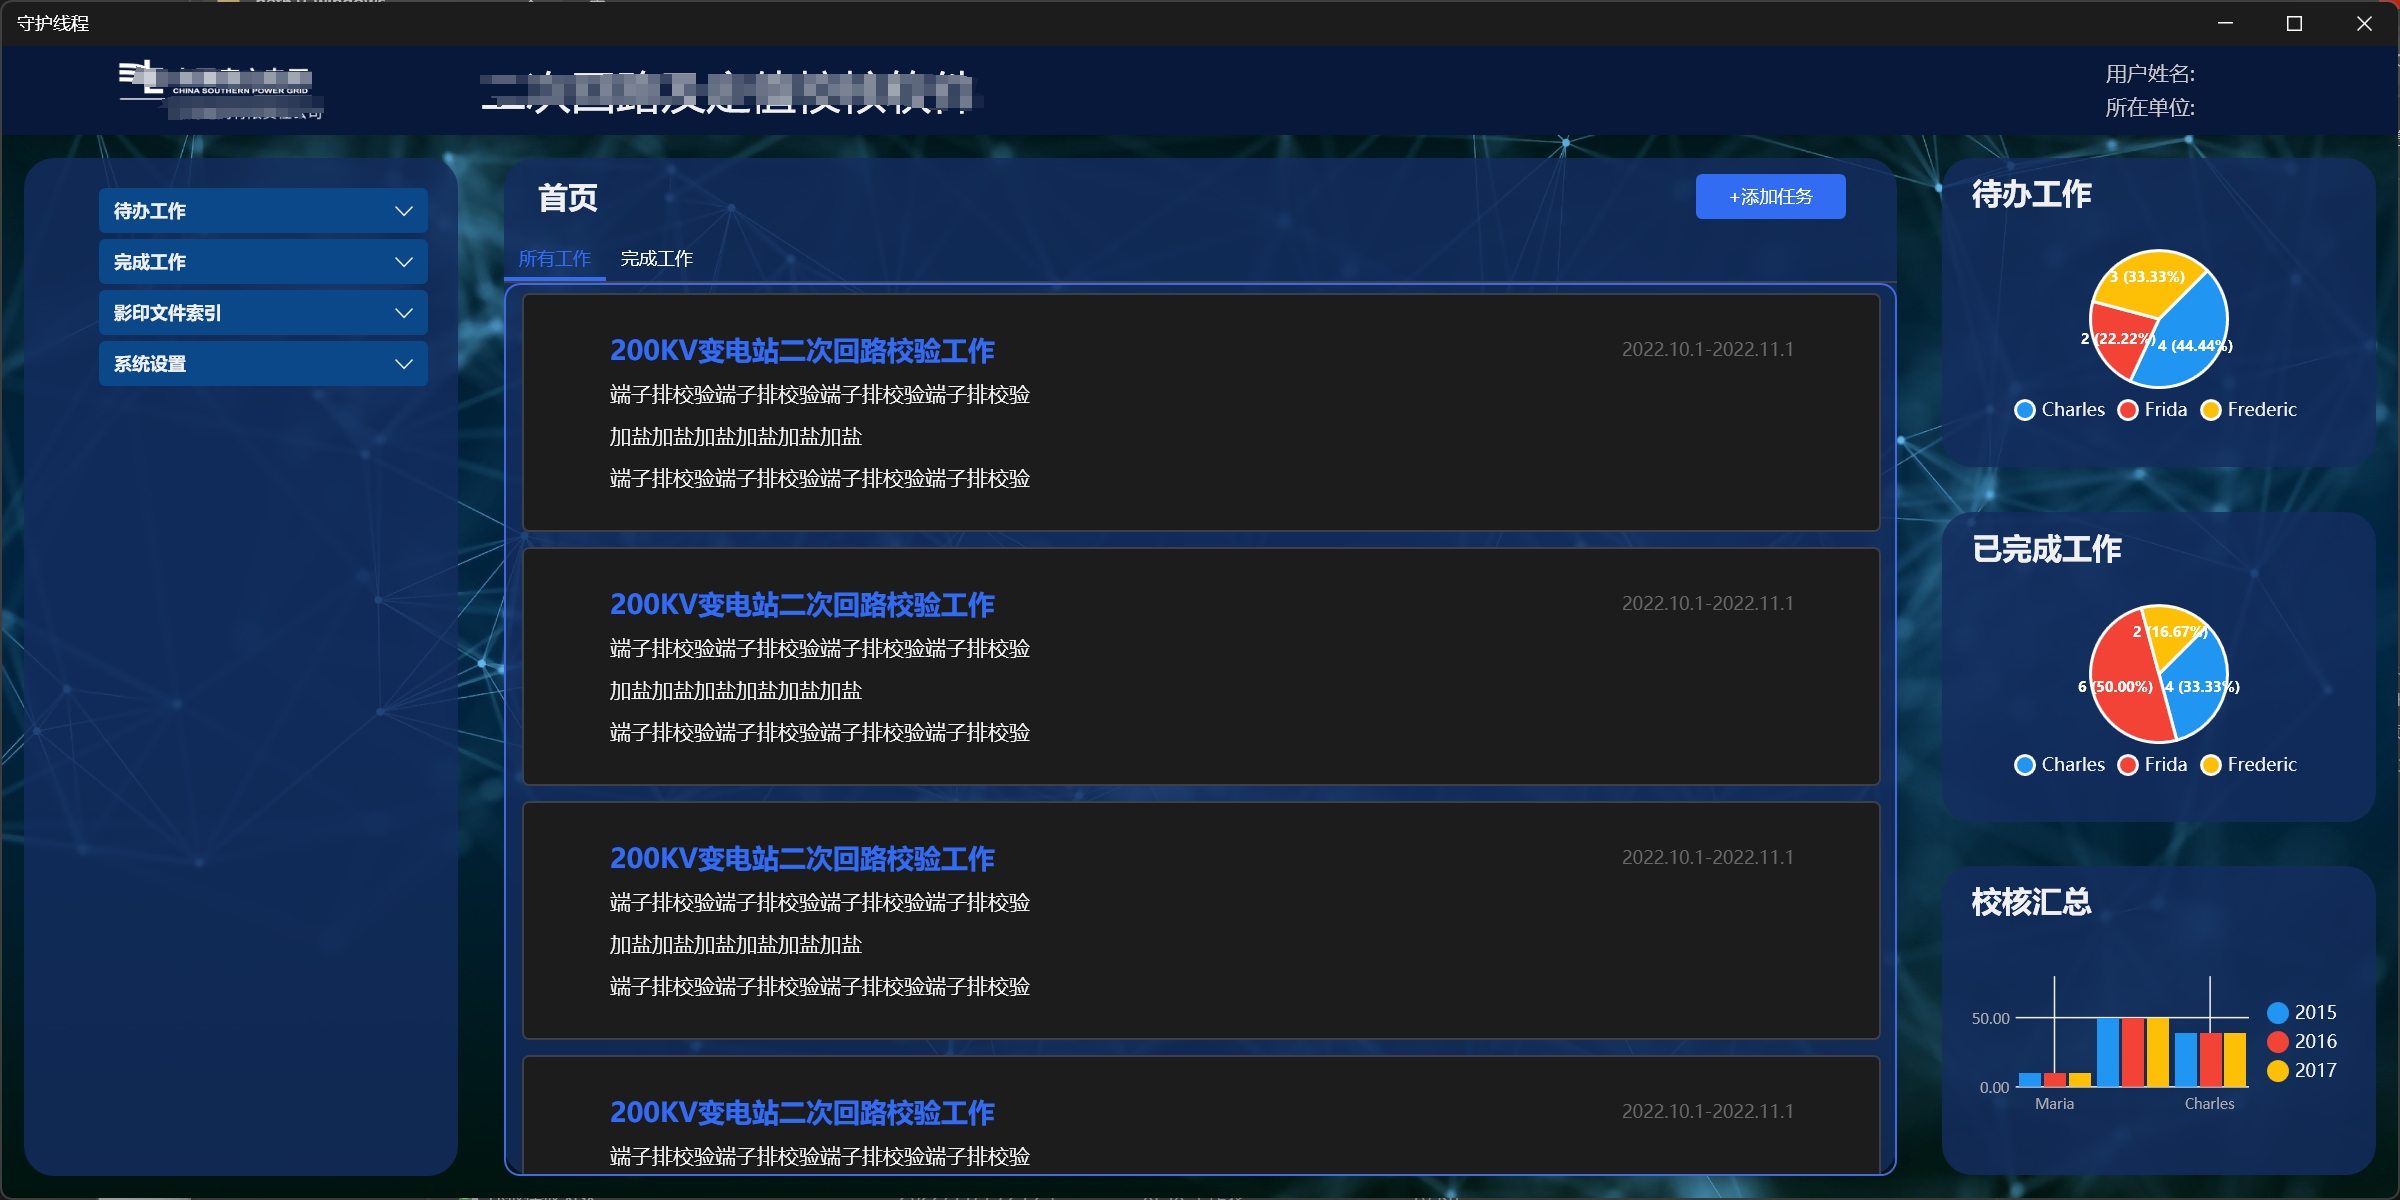 守护线程
CHINA SOUTHERN POWER GRID
用户姓名:
所在单位:
待办工作
完成工作
影印文件索引
系统设置
首页
+添加任务
所有工作
完成工作
200KV变电站二次回路校验工作
2022.10.1-2022.11.1
端子排校验端子排校验端子排校验端子排校验
加盐加盐加盐加盐加盐加盐
端子排校验端子排校验端子排校验端子排校验
200KV变电站二次回路校验工作
2022.10.1-2022.11.1
端子排校验端子排校验端子排校验端子排校验
加盐加盐加盐加盐加盐加盐
端子排校验端子排校验端子排校验端子排校验
200KV变电站二次回路校验工作
2022.10.1-2022.11.1
端子排校验端子排校验端子排校验端子排校验
加盐加盐加盐加盐加盐加盐
端子排校验端子排校验端子排校验端子排校验
200KV变电站二次回路校验工作
2022.10.1-2022.11.1
端子排校验端子排校验端子排校验端子排校验
待办工作
3 (33.33%)
2 (22.22%)
4 (44.44%)
Charles Frida Frederic
已完成工作
2 (16.67%)
6 (50.00%)
4 (33.33%)
Charles Frida Frederic
校核汇总
50.00
0.00
Maria Charles
2015
2016
2017